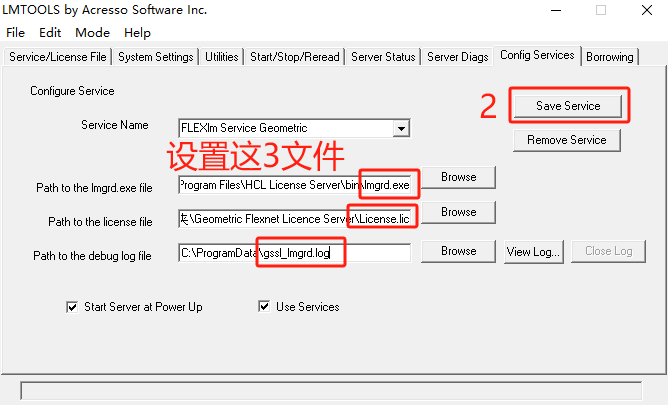 LMTOOLS by Acresso Software Inc.
File Edit Mode Help
Service/License File System Settings Utilities Start/Stop/Reread Server Status Server Diags Config Services Borrowing
Configure Service
2 Save Service
Service Name FLEXlm Service Geometric
Remove Service
设置这3文件
Path to the lmgrd.exe file Program Files\HCL License Server\bin\lmgrd.exe Browse
Path to the license file \Geometric Flexnet Licence Server\License.lic Browse
Path to the debug log file C:\ProgramData\gssl_lmgrd.log Browse View Log... Close Log
Start Server at Power Up Use Services